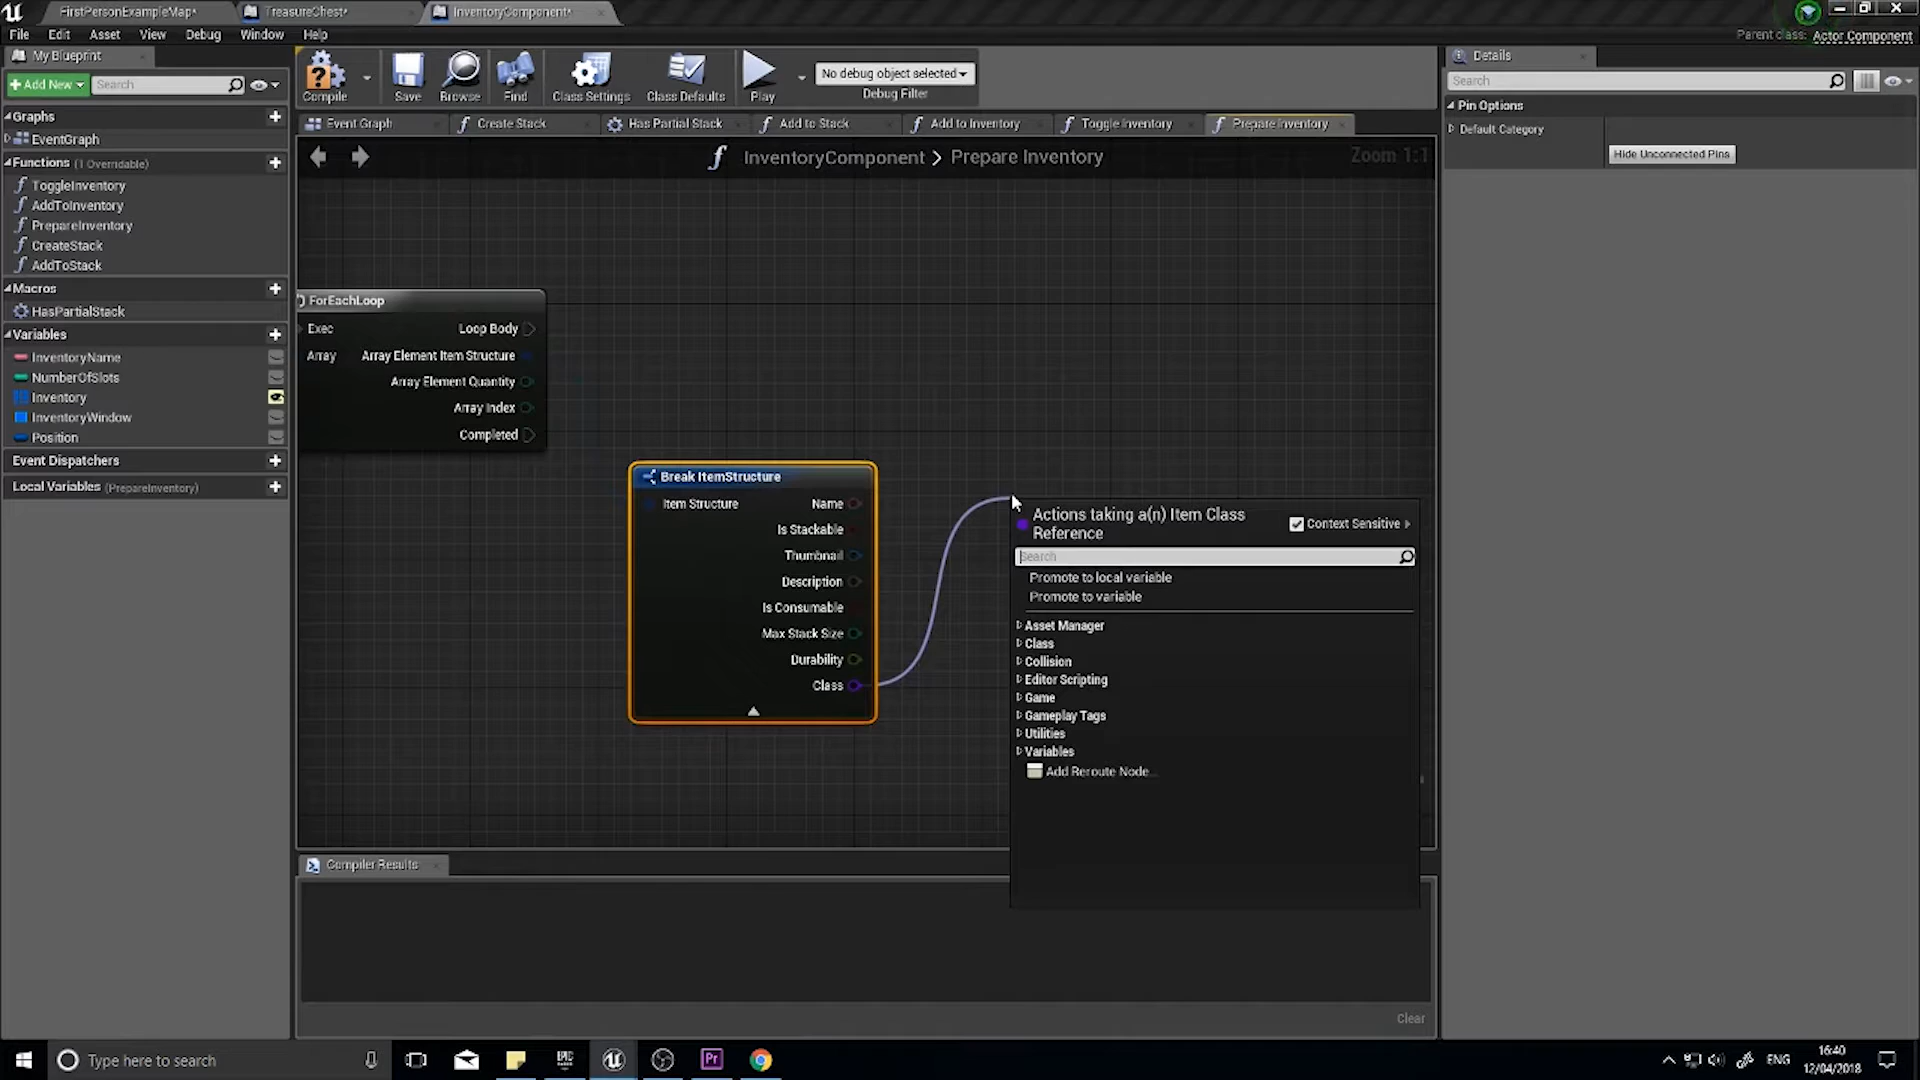 FirstPersonExampleMap*
TreasureChest*
InventoryComponent*
File Edit Asset View Debug Window Help
Parent class: Actor Component
My Blueprint
Add New
Search
Graphs
EventGraph
Functions (1 Overridable)
ToggleInventory
AddToInventory
PrepareInventory
CreateStack
AddToStack
Macros
HasPartialStack
Variables
InventoryName
NumberOfSlots
Inventory
InventoryWindow
Position
Event Dispatchers
Local Variables (PrepareInventory)
Compile
Save
Browse
Find
Class Settings
Class Defaults
Play
No debug object selected
Debug Filter
Event Graph
Create Stack
Has Partial Stack
Add to Stack
Add to Inventory
Toggle Inventory
Prepare Inventory
InventoryComponent > Prepare Inventory
Zoom 1:1
ForEachLoop
Exec
Loop Body
Array
Array Element Item Structure
Array Element Quantity
Array Index
Completed
Break ItemStructure
Item Structure
Name
Is Stackable
Thumbnail
Description
Is Consumable
Max Stack Size
Durability
Class
Actions taking a(n) Item Class
Reference
Context Sensitive
Search
Promote to local variable
Promote to variable
Asset Manager
Class
Collision
Editor Scripting
Game
Gameplay Tags
Utilities
Variables
Add Reroute Node...
Compiler Results
Clear
Details
Search
Pin Options
Default Category
Hide Unconnected Pins
Type here to search
EPIC
Pr
ENG
16:40
12/04/2018